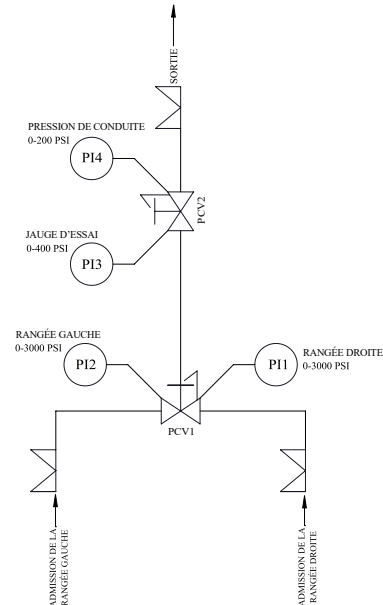 SORTIE
PRESSION DE CONDUITE
0-200 PSI
PI4
PCV2
JAUGE D'ESSAI
0-400 PSI
PI3
RANGÉE GAUCHE
0-3000 PSI
PI2
PI1
RANGÉE DROITE
0-3000 PSI
PCV1
ADMISSION DE LA
RANGÉE GAUCHE
ADMISSION DE LA
RANGÉE DROITE